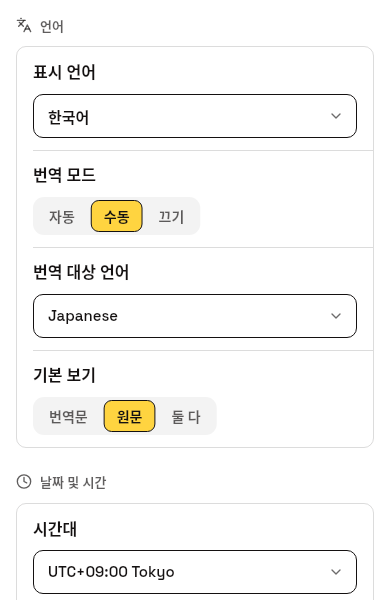 언어
표시 언어
한국어
번역 모드
자동 수동 끄기
번역 대상 언어
Japanese
기본 보기
번역문 원문 둘 다
날짜 및 시간
시간대
UTC+09:00 Tokyo